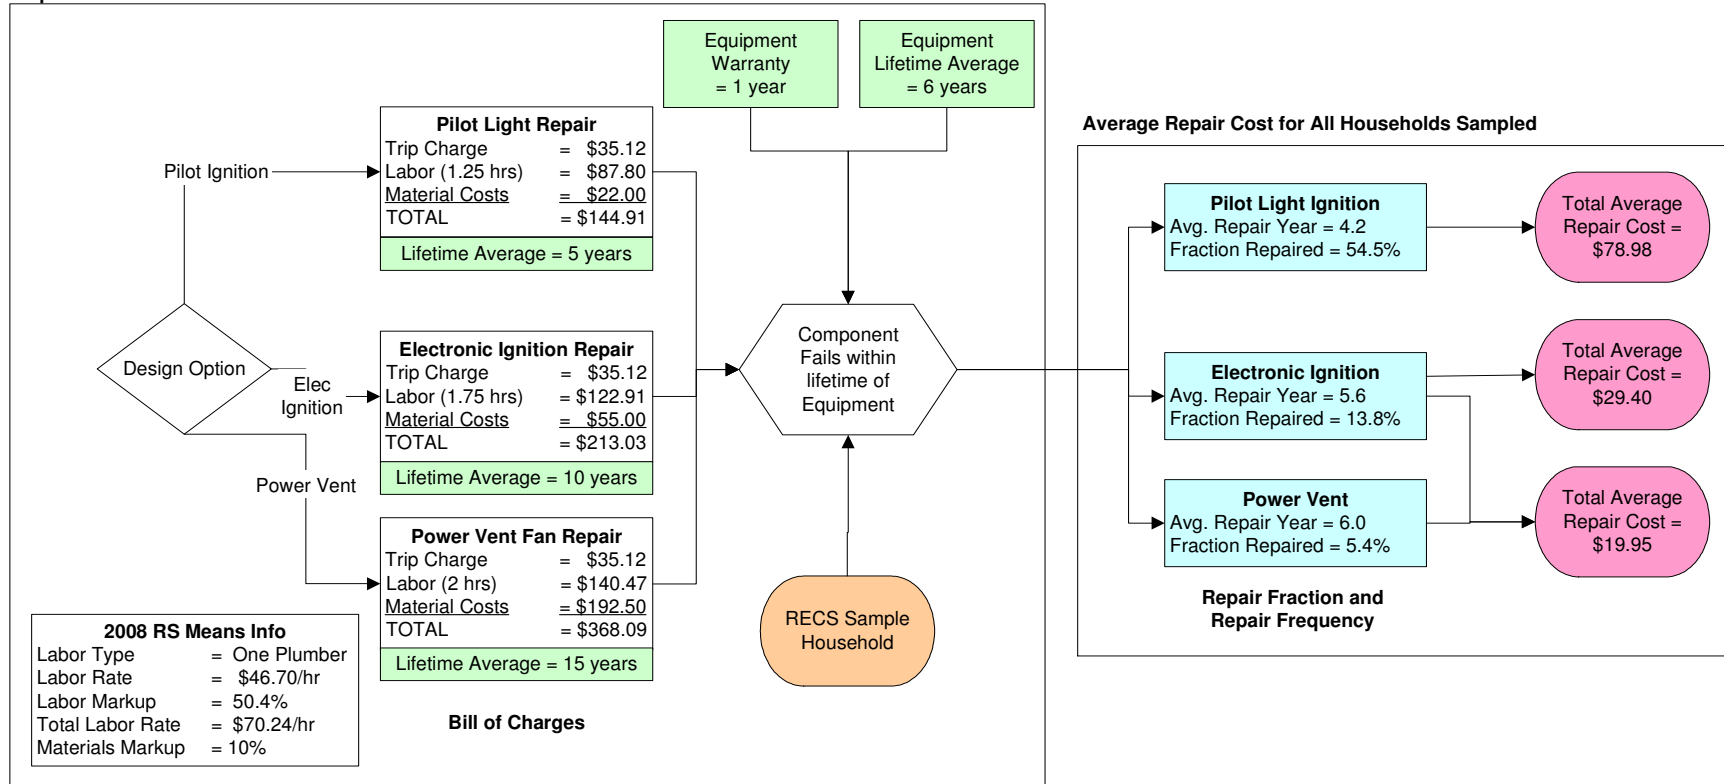 Equipment
Warranty
= 1 year
Equipment
Lifetime Average
= 6 years
Pilot Ignition
Design Option
Elec
Ignition
Power Vent
Pilot Light Repair
Trip Charge = $35.12
Labor (1.25 hrs) = $87.80
Material Costs = $22.00
TOTAL = $144.91
Lifetime Average = 5 years
Electronic Ignition Repair
Trip Charge = $35.12
Labor (1.75 hrs) = $122.91
Material Costs = $55.00
TOTAL = $213.03
Lifetime Average = 10 years
Power Vent Fan Repair
Trip Charge = $35.12
Labor (2 hrs) = $140.47
Material Costs = $192.50
TOTAL = $368.09
Lifetime Average = 15 years
2008 RS Means Info
Labor Type = One Plumber
Labor Rate = $46.70/hr
Labor Markup = 50.4%
Total Labor Rate = $70.24/hr
Materials Markup = 10%
Bill of Charges
Component
Fails within
lifetime of
Equipment
RECS Sample
Household
Average Repair Cost for All Households Sampled
Pilot Light Ignition
Avg. Repair Year = 4.2
Fraction Repaired = 54.5%
Total Average
Repair Cost =
$78.98
Electronic Ignition
Avg. Repair Year = 5.6
Fraction Repaired = 13.8%
Total Average
Repair Cost =
$29.40
Power Vent
Avg. Repair Year = 6.0
Fraction Repaired = 5.4%
Total Average
Repair Cost =
$19.95
Repair Fraction and
Repair Frequency